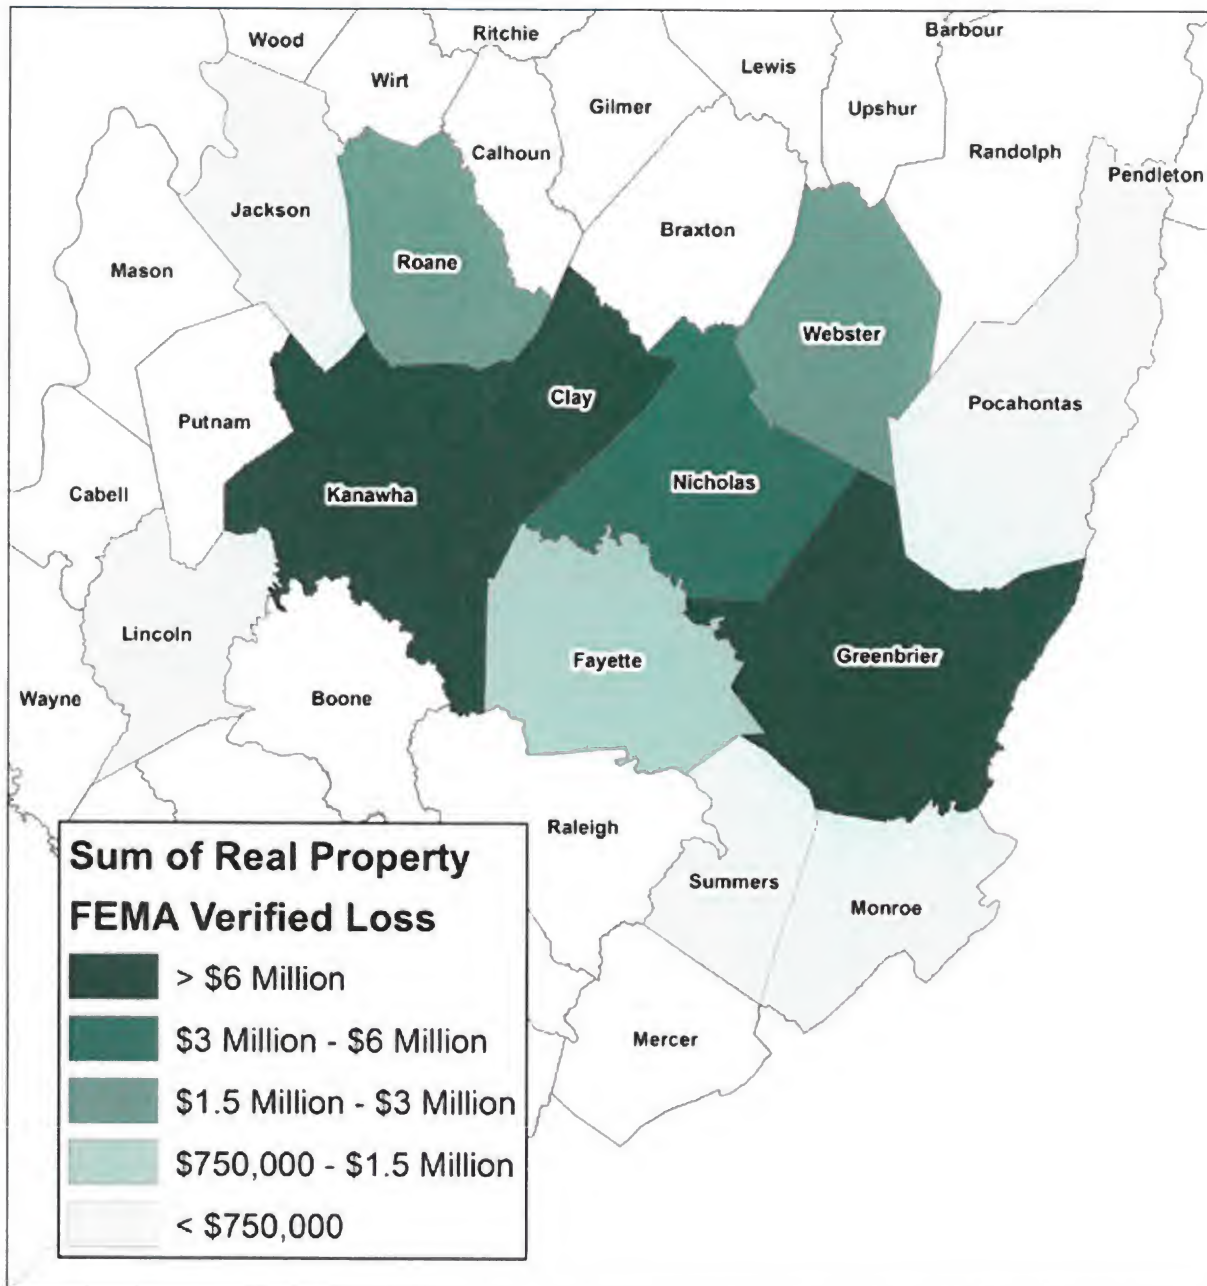 Wood
Ritchie
Barbour
Wirt
Lewis
Gilmer
Upshur
Calhoun
Randolph
Pendleton
Jackson
Braxton
Roane
Mason
Webster
Clay
Pocahontas
Putnam
Nicholas
Cabell
Kanawha
Lincoln
Fayette
Greenbrier
Wayne
Boone
Raleigh
Summers
Monroe
Mercer
Sum of Real Property
FEMA Verified Loss
> $6 Million
$3 Million - $6 Million
$1.5 Million - $3 Million
$750,000 - $1.5 Million
< $750,000